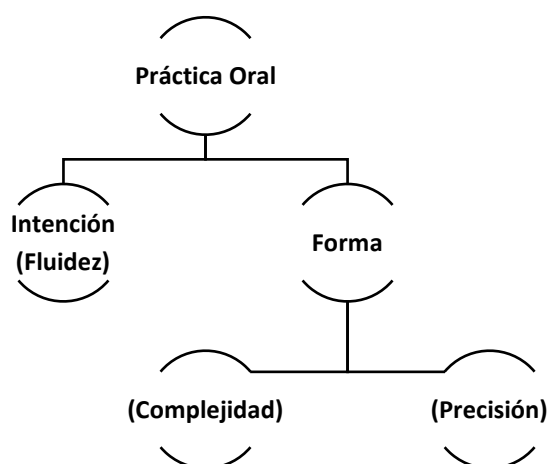 Práctica Oral
Intención
(Fluidez)
Forma
(Complejidad)
(Precisión)